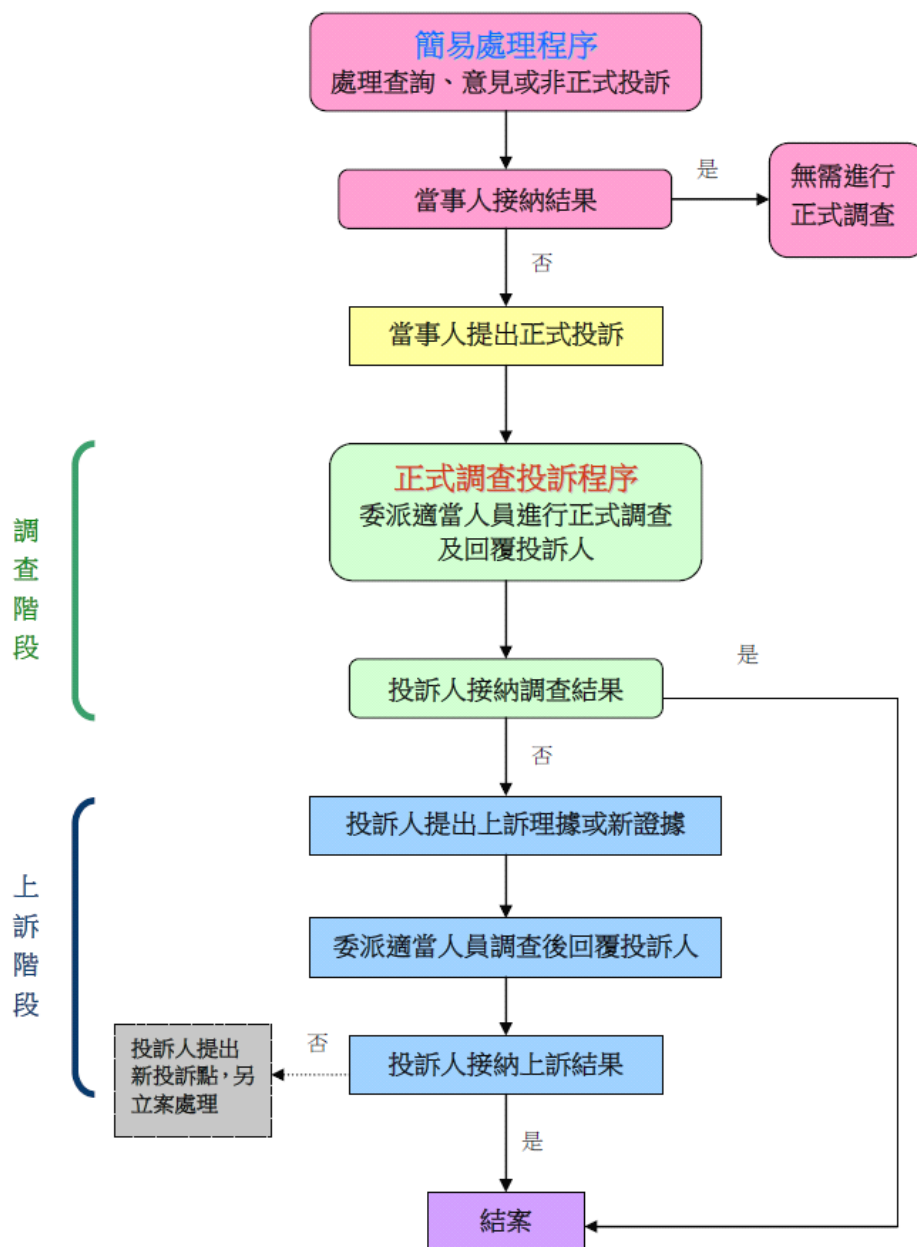 簡易處理程序
處理查詢、意見或非正式投訴
是
當事人接納結果
無需進行
正式調查
否
當事人提出正式投訴
調
查
階
段
正式調查投訴程序
委派適當人員進行正式調查
及回覆投訴人
是
投訴人接納調查結果
否
上
訴
階
段
投訴人提出上訴理據或新證據
委派適當人員調查後回覆投訴人
投訴人接納上訴結果
否
投訴人提出
新投訴點，另
立案處理
是
結案